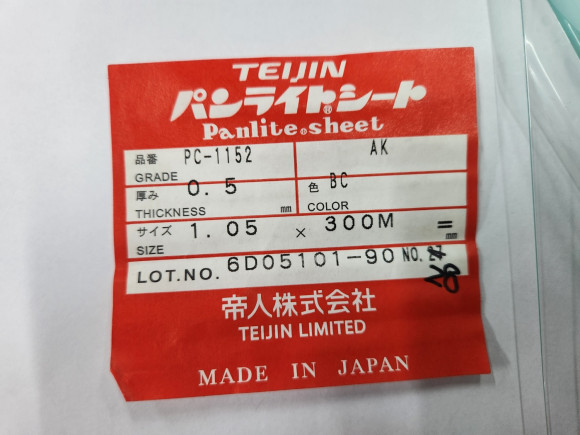 TEIJIN
パンライト®シート
Panlite®sheet
品番 GRADE PC-1152 AK
厚み THICKNESS 0.5 mm 色 COLOR BC
サイズ SIZE 1.05 × 300M = mm
LOT.NO. 6D05101-90 NO.
帝人株式会社
TEIJIN LIMITED
MADE IN JAPAN